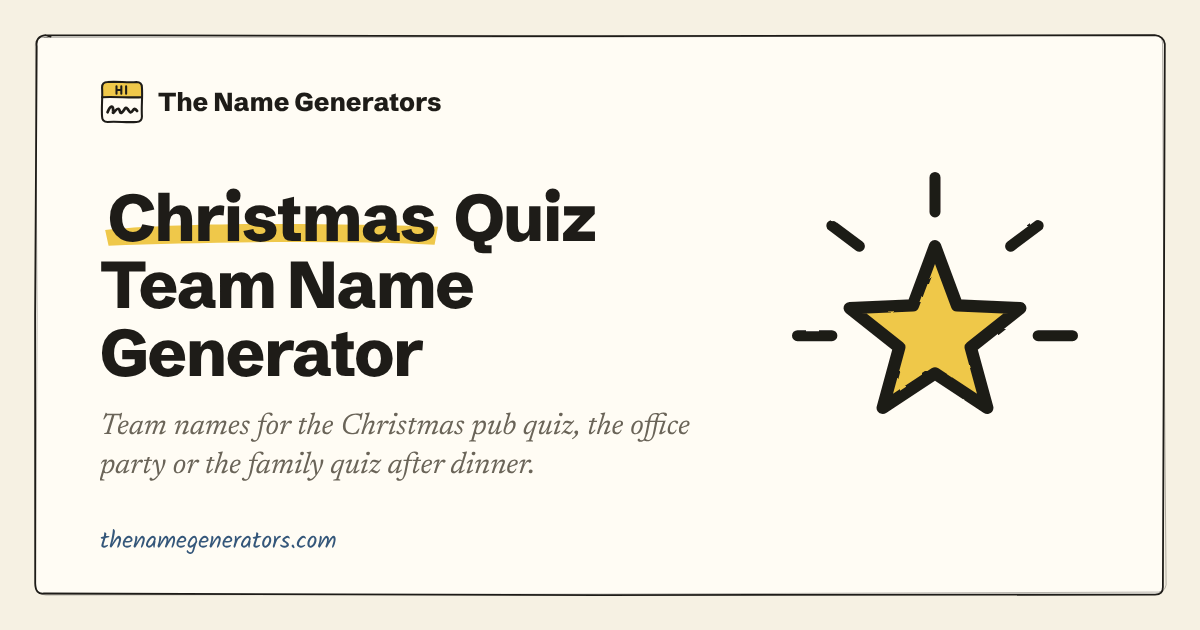 HI
The Name Generators
Christmas Quiz
Team Name
Generator
Team names for the Christmas pub quiz, the office
party or the family quiz after dinner.
thenamegenerators.com